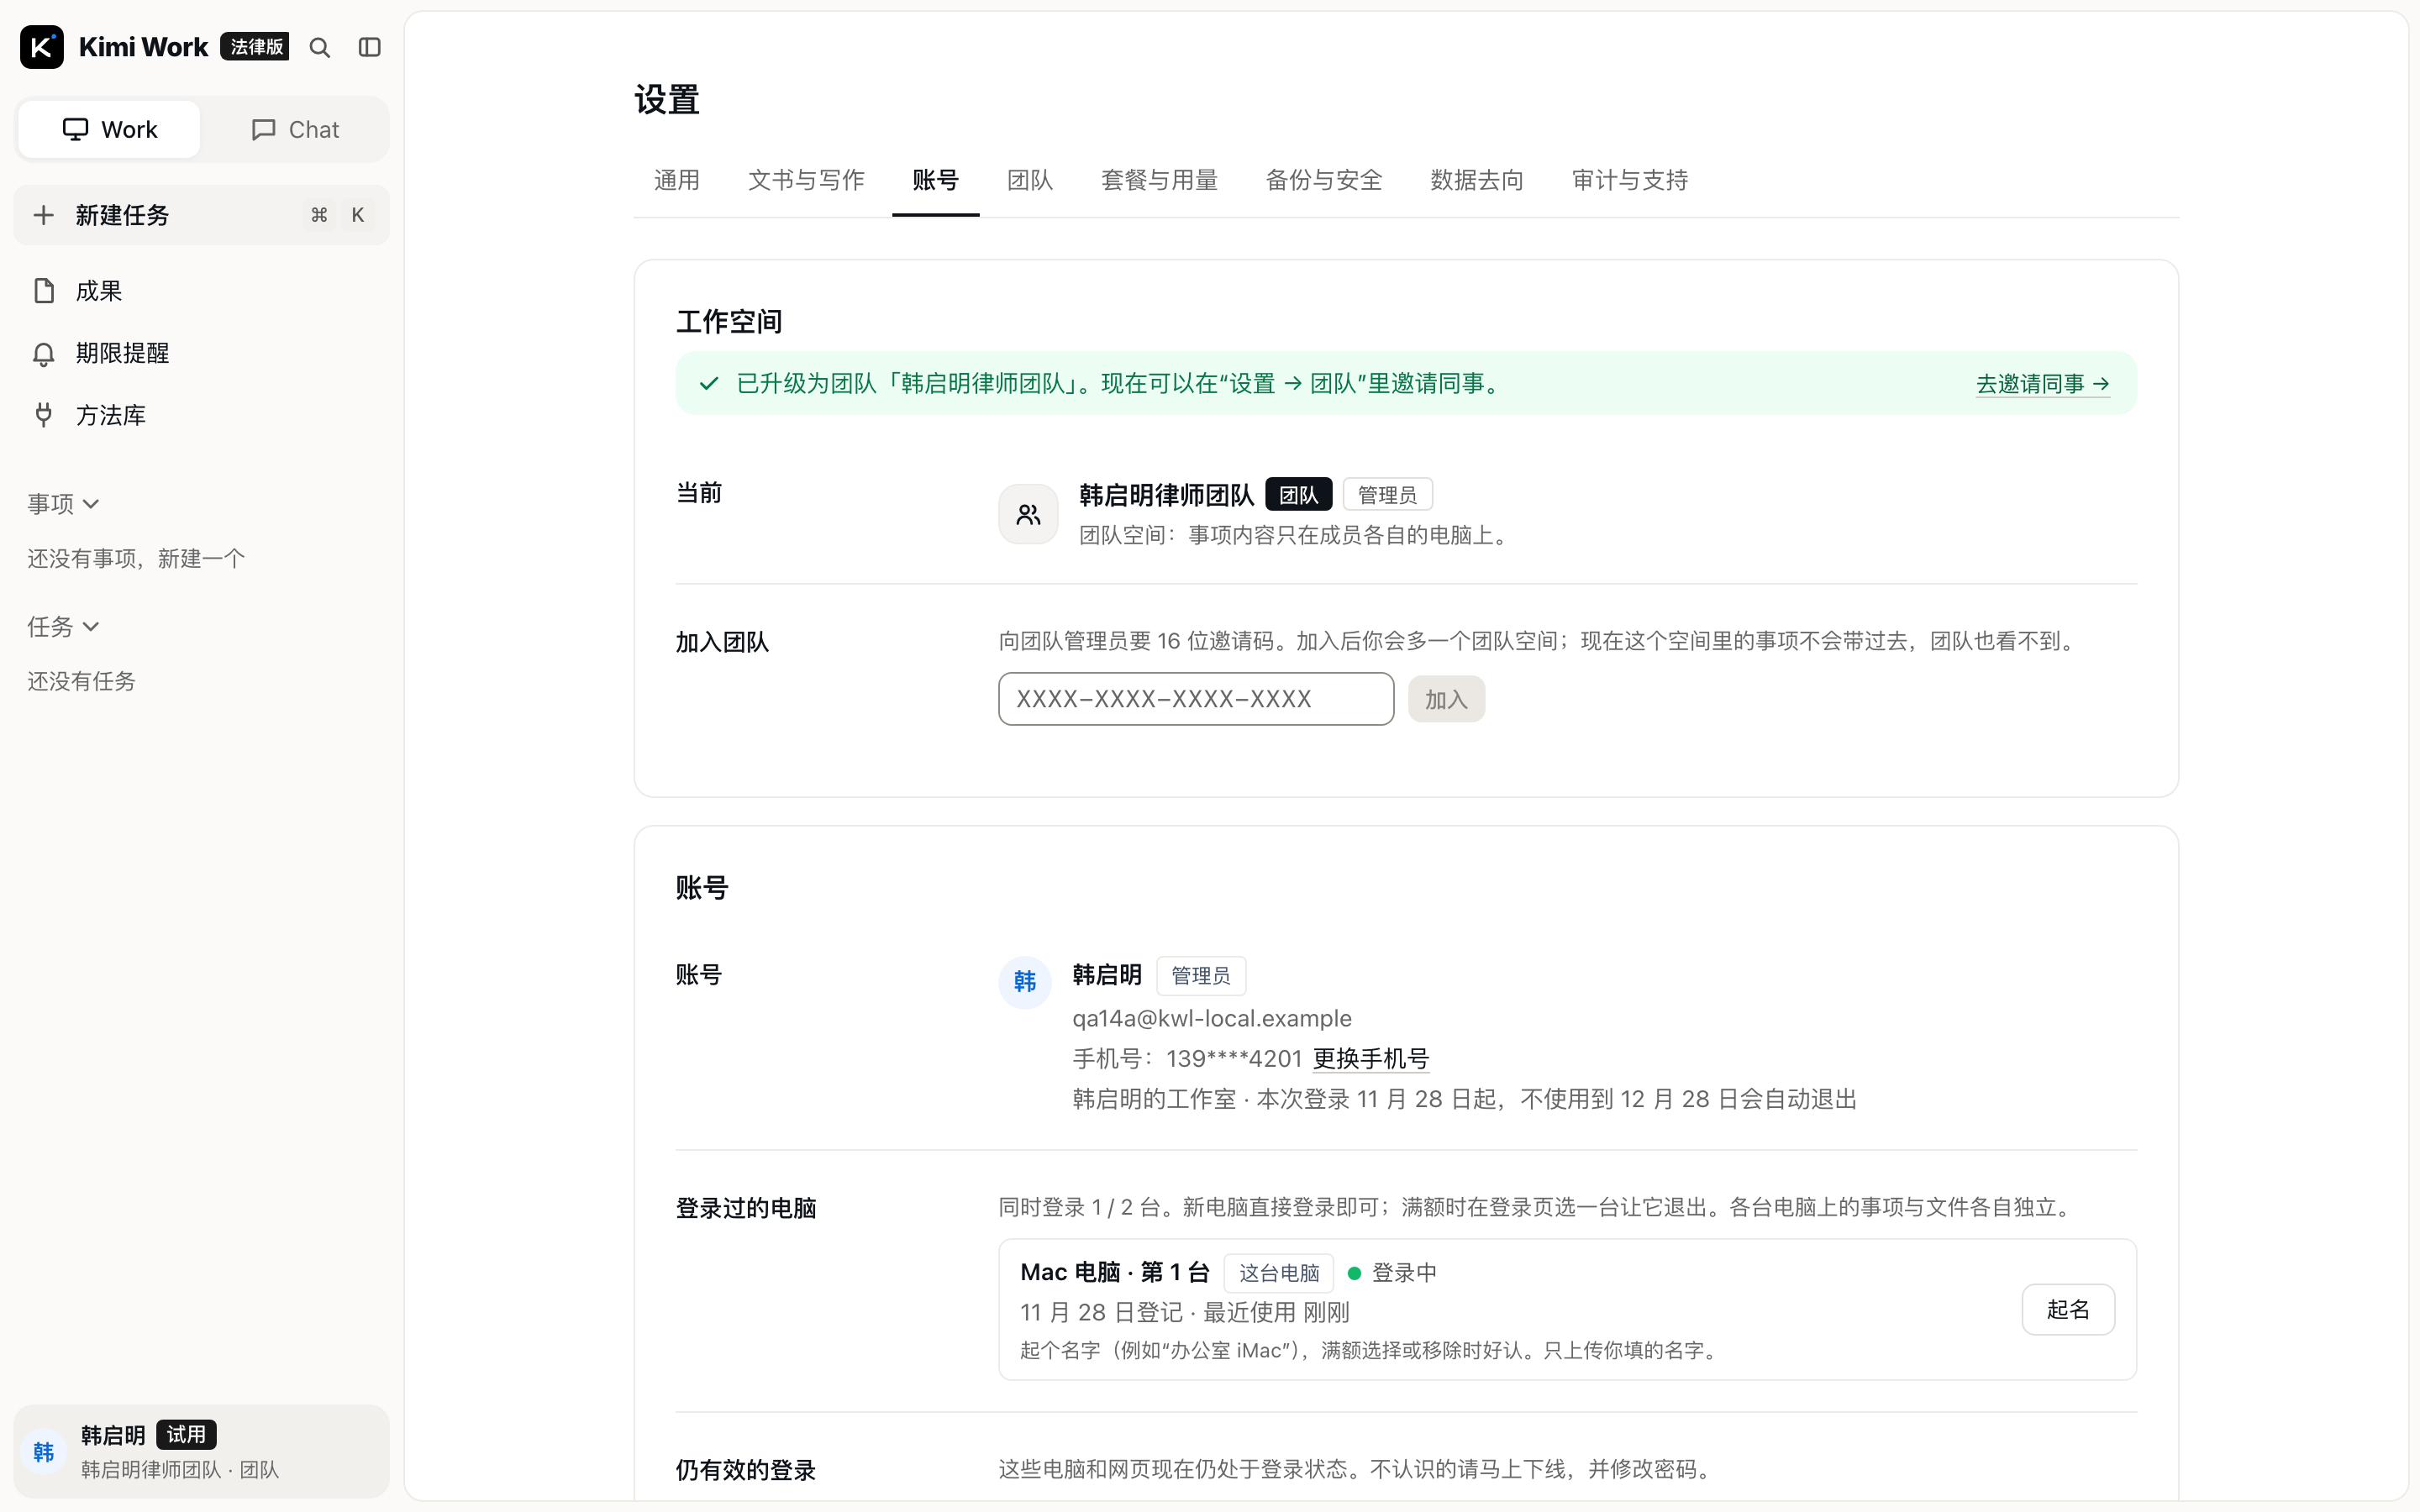 Kimi Work 法律版
Work
Chat
新建任务 ⌘ K
成果
期限提醒
方法库
事项
还没有事项，新建一个
任务
还没有任务
韩
韩启明 试用
韩启明律师团队 · 团队
设置
通用 文书与写作 账号 团队 套餐与用量 备份与安全 数据去向 审计与支持
工作空间
已升级为团队「韩启明律师团队」。现在可以在“设置 → 团队”里邀请同事。 去邀请同事 →
当前
韩启明律师团队 团队 管理员
团队空间：事项内容只在成员各自的电脑上。
加入团队
向团队管理员要 16 位邀请码。加入后你会多一个团队空间；现在这个空间里的事项不会带过去，团队也看不到。
XXXX-XXXX-XXXX-XXXX 加入
账号
账号
韩
韩启明 管理员
qa14a@kwl-local.example
手机号：139****4201 更换手机号
韩启明的工作室 · 本次登录 11 月 28 日起，不使用到 12 月 28 日会自动退出
登录过的电脑
同时登录 1 / 2 台。新电脑直接登录即可；满额时在登录页选一台让它退出。各台电脑上的事项与文件各自独立。
Mac 电脑 · 第 1 台 这台电脑 登录中
11 月 28 日登记 · 最近使用 刚刚
起个名字（例如“办公室 iMac”），满额选择或移除时好认。只上传你填的名字。
起名
仍有效的登录
这些电脑和网页现在仍处于登录状态。不认识的请马上下线，并修改密码。